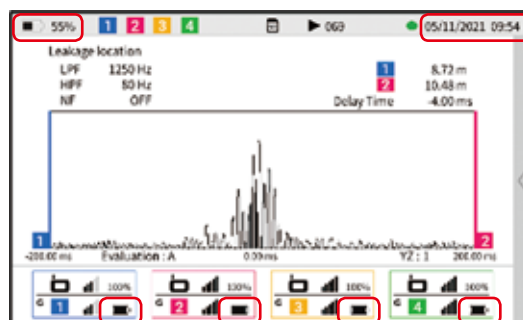 55% 1 2 3 4 069 05/11/2021 09:54
Leakage location
LPF 1250 Hz 1 8.72 m
HPF 80 Hz 2 10.48 m
NF OFF Delay Time -4.00 ms
1 2
-200.00 ms Evaluation : A 0.00 ms YZ : 1 200.00 ms
100% 100% 100% 100%
G 1 G 2 G 3 G 4